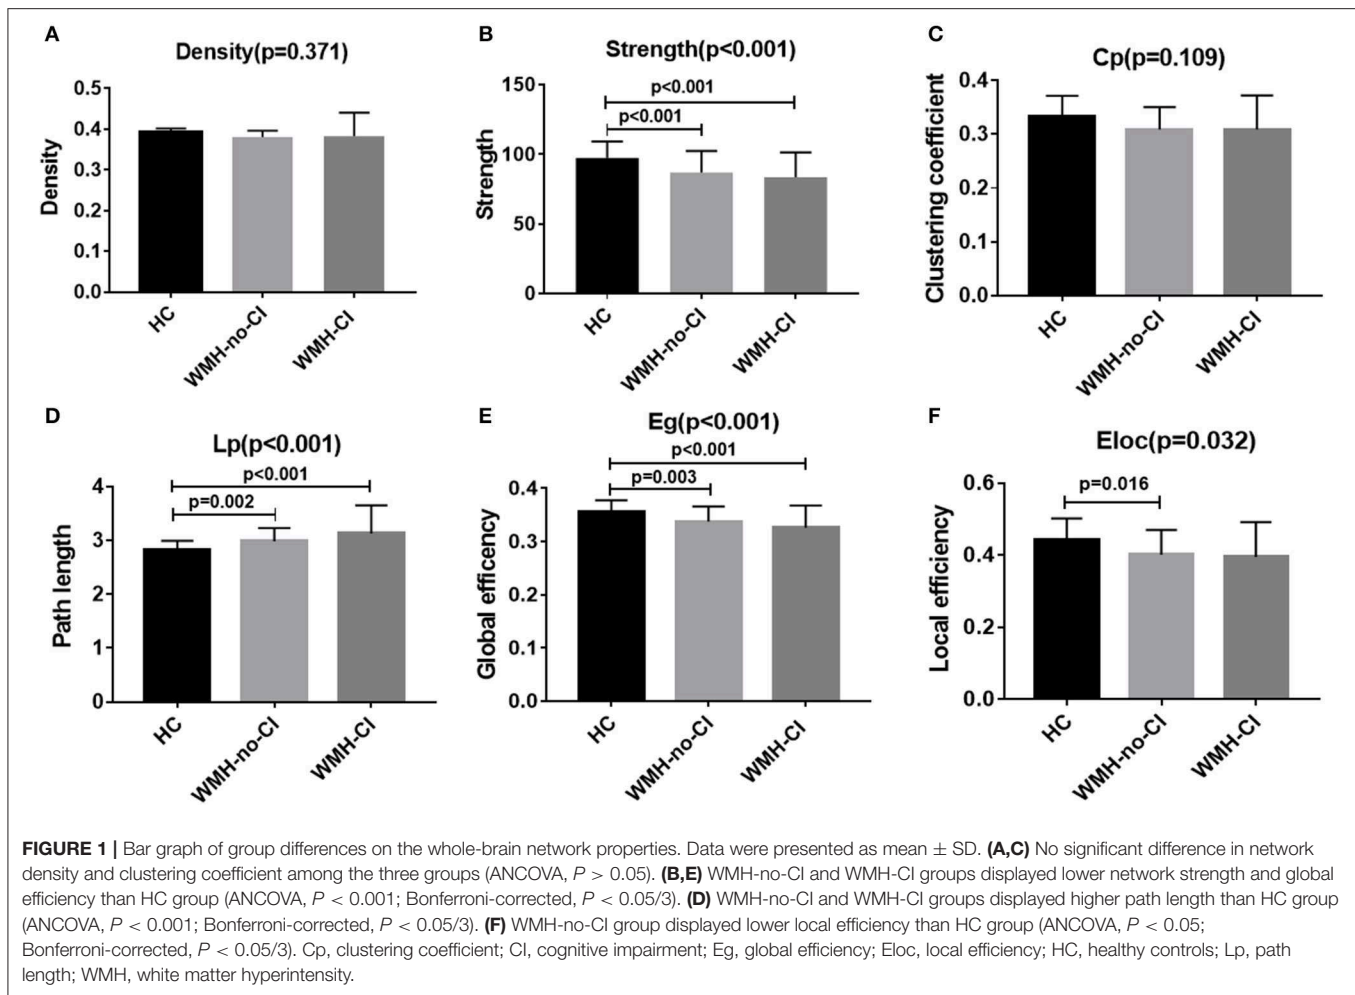 A
Density(p=0.371)
Density
0.5
0.4
0.3
0.2
0.1
0.0
HC
WMH-no-CI
WMH-CI
B
Strength(p<0.001)
p<0.001
p<0.001
Strength
150
100
50
0
HC
WMH-no-CI
WMH-CI
C
Cp(p=0.109)
Clustering coefficient
0.4
0.3
0.2
0.1
0.0
HC
WMH-no-CI
WMH-CI
D
Lp(p<0.001)
p<0.001
p=0.002
Path length
4
3
2
1
0
HC
WMH-no-CI
WMH-CI
E
Eg(p<0.001)
p<0.001
p=0.003
Global efficency
0.4
0.3
0.2
0.1
0.0
HC
WMH-no-CI
WMH-CI
F
Eloc(p=0.032)
p=0.016
Local efficiency
0.6
0.4
0.2
0.0
HC
WMH-no-CI
WMH-CI
FIGURE 1 | Bar graph of group differences on the whole-brain network properties. Data were presented as mean ± SD. (A,C) No significant difference in network
density and clustering coefficient among the three groups (ANCOVA, P > 0.05). (B,E) WMH-no-CI and WMH-CI groups displayed lower network strength and global
efficiency than HC group (ANCOVA, P < 0.001; Bonferroni-corrected, P < 0.05/3). (D) WMH-no-CI and WMH-CI groups displayed higher path length than HC group
(ANCOVA, P < 0.001; Bonferroni-corrected, P < 0.05/3). (F) WMH-no-CI group displayed lower local efficiency than HC group (ANCOVA, P < 0.05;
Bonferroni-corrected, P < 0.05/3). Cp, clustering coefficient; CI, cognitive impairment; Eg, global efficiency; Eloc, local efficiency; HC, healthy controls; Lp, path
length; WMH, white matter hyperintensity.